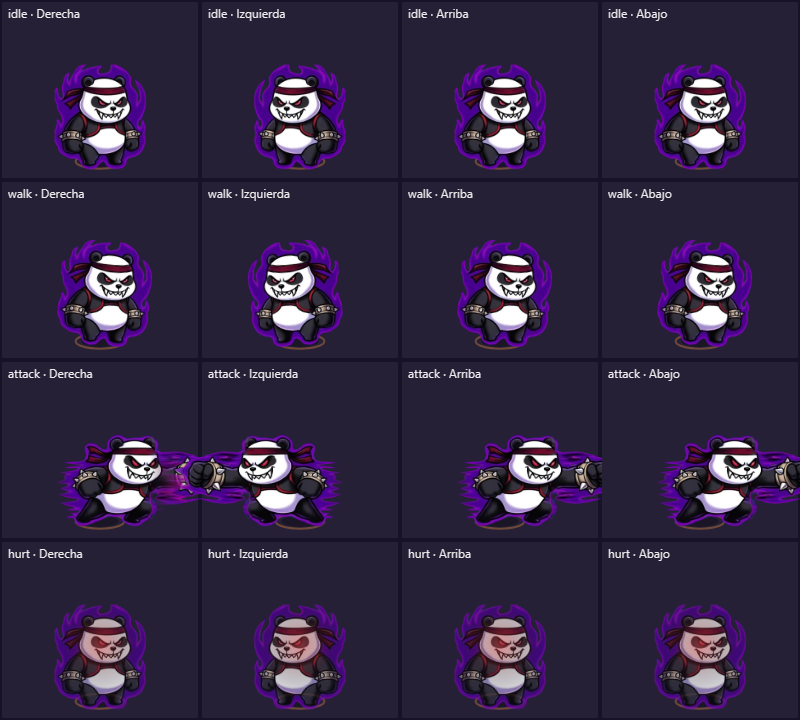 idle · Derecha
idle · Izquierda
idle · Arriba
idle · Abajo
walk · Derecha
walk · Izquierda
walk · Arriba
walk · Abajo
attack · Derecha
attack · Izquierda
attack · Arriba
attack · Abajo
hurt · Derecha
hurt · Izquierda
hurt · Arriba
hurt · Abajo